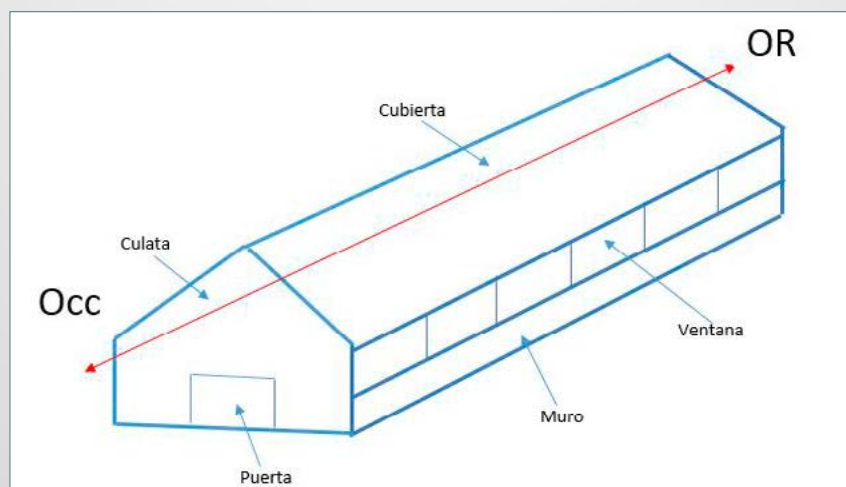 OR
Cubierta
Culata
Occ
Ventana
Muro
Puerta